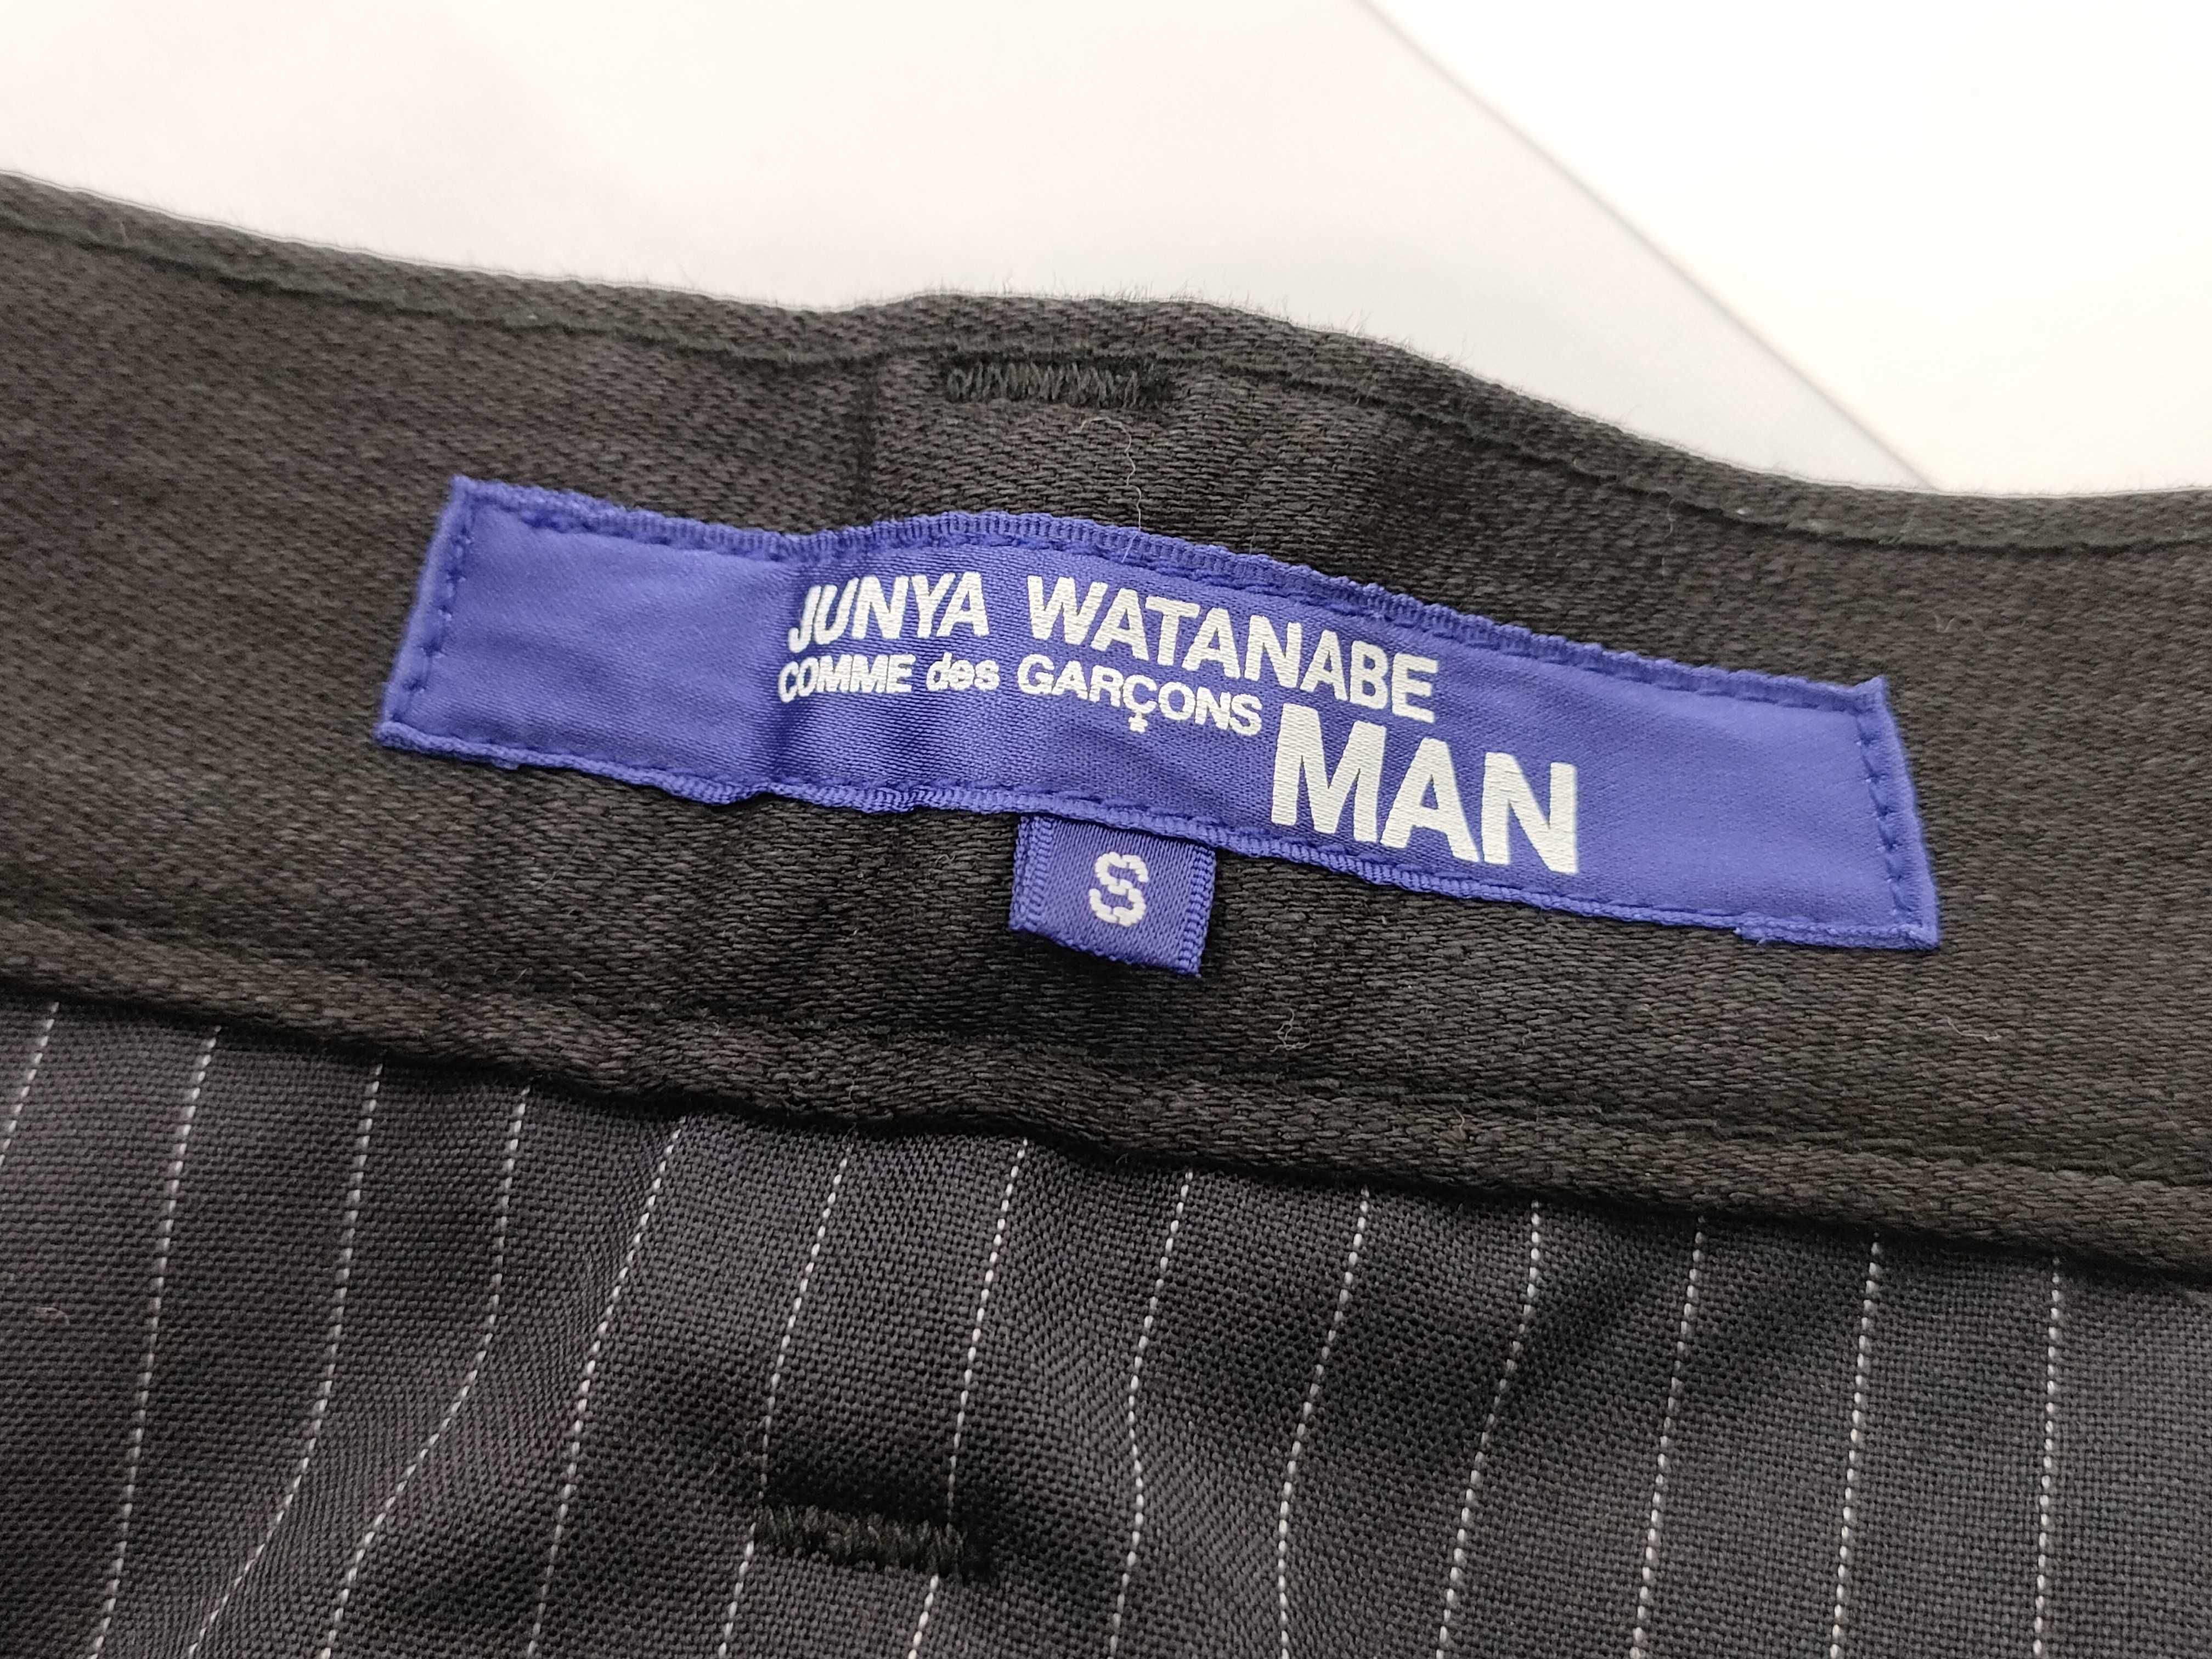 JUNYA WATANABE
COMME des GARÇONS
MAN
S